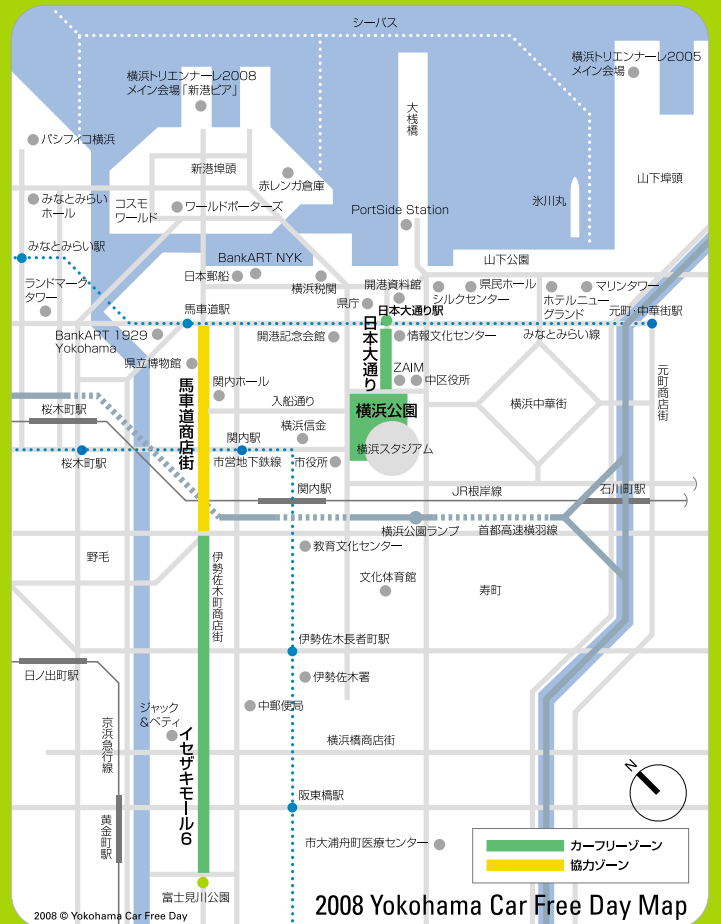 シーバス
横浜トリエンナーレ2008
メイン会場「新港ピア」
横浜トリエンナーレ2005
メイン会場
大桟橋
パシフィコ横浜
新港埠頭
赤レンガ倉庫
山下埠頭
みなとみらい
ホール
コスモ
ワールド
ワールドポーターズ
PortSide Station
氷川丸
みなとみらい駅
BankART NYK
山下公園
ランドマーク
タワー
日本郵船
横浜税関
開港資料館
県民ホール
マリンタワー
シルクセンター
ホテルニュー
グランド
県庁
馬車道駅
日本大通り駅
元町・中華街駅
BankART 1929
Yokohama
開港記念会館
日本大通り
情報文化センター
みなとみらい線
県立博物館
ZAIM
中区役所
元町商店街
馬車道商店街
関内ホール
入船通り
横浜公園
横浜中華街
桜木町駅
横浜信金
関内駅
横浜スタジアム
桜木町駅
市営地下鉄線
市役所
関内駅
JR根岸線
石川町駅
横浜公園ランプ
首都高速横羽線
野毛
伊勢佐木町商店街
教育文化センター
文化体育館
寿町
伊勢佐木長者町駅
日ノ出町駅
伊勢佐木署
ジャック
&ベティ
中郵便局
京浜急行線
イセザキモール6
横浜橋商店街
阪東橋駅
黄金町駅
市大浦舟町医療センター
N
カーフリーゾーン
協力ゾーン
富士見川公園
2008 © Yokohama Car Free Day
2008 Yokohama Car Free Day Map